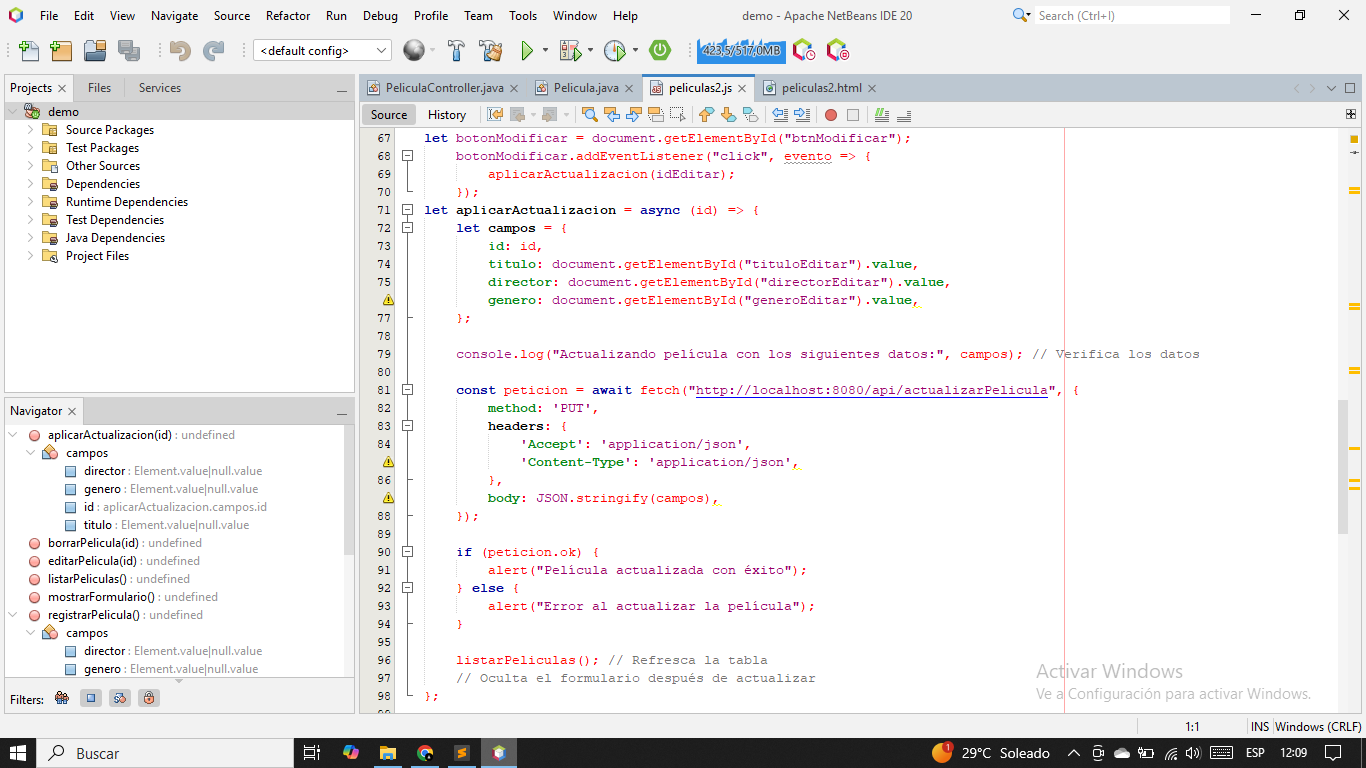 File Edit View Navigate Source Refactor Run Debug Profile Team Tools Window Help
demo - Apache NetBeans IDE 20
Search (Ctrl+I)
<default config>
423,5/517,0MB
Projects Files Services
demo
Source Packages
Test Packages
Other Sources
Dependencies
Runtime Dependencies
Test Dependencies
Java Dependencies
Project Files
Navigator
aplicarActualizacion(id) : undefined
campos
director : Element.value|null.value
genero : Element.value|null.value
id : aplicarActualizacion.campos.id
titulo : Element.value|null.value
borrarPelicula(id) : undefined
editarPelicula(id) : undefined
listarPeliculas() : undefined
mostrarFormulario() : undefined
registrarPelicula() : undefined
campos
director : Element.value|null.value
genero : Element.value|null.value
Filters:
PeliculaController.java Pelicula.java peliculas2.js peliculas2.html
Source History
67 let botonModificar = document.getElementById("btnModificar");
68 botonModificar.addEventListener("click", evento => {
69 aplicarActualizacion(idEditar);
70 });
71 let aplicarActualizacion = async (id) => {
72 let campos = {
73 id: id,
74 titulo: document.getElementById("tituloEditar").value,
75 director: document.getElementById("directorEditar").value,
genero: document.getElementById("generoEditar").value,
77 };
78
79 console.log("Actualizando película con los siguientes datos:", campos); // Verifica los datos
80
81 const peticion = await fetch("http://localhost:8080/api/actualizarPelicula", {
82 method: 'PUT',
83 headers: {
84 'Accept': 'application/json',
'Content-Type': 'application/json',
86 },
body: JSON.stringify(campos),
88 });
89
90 if (peticion.ok) {
91 alert("Película actualizada con éxito");
92 } else {
93 alert("Error al actualizar la película");
94 }
95
96 listarPeliculas(); // Refresca la tabla
97 // Oculta el formulario después de actualizar
98 };
Activar Windows
Ve a Configuración para activar Windows.
1:1 INS Windows (CRLF)
Buscar
1
29°C Soleado
ESP 12:09